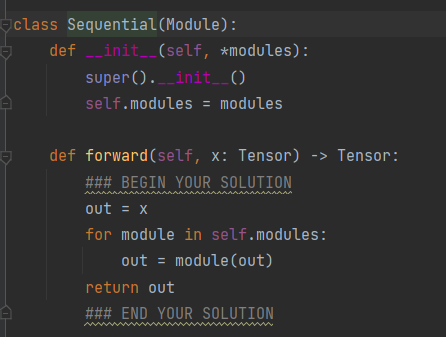 class Sequential(Module):
    def __init__(self, *modules):
        super().__init__()
        self.modules = modules

    def forward(self, x: Tensor) -> Tensor:
        ### BEGIN YOUR SOLUTION
        out = x
        for module in self.modules:
            out = module(out)
        return out
        ### END YOUR SOLUTION